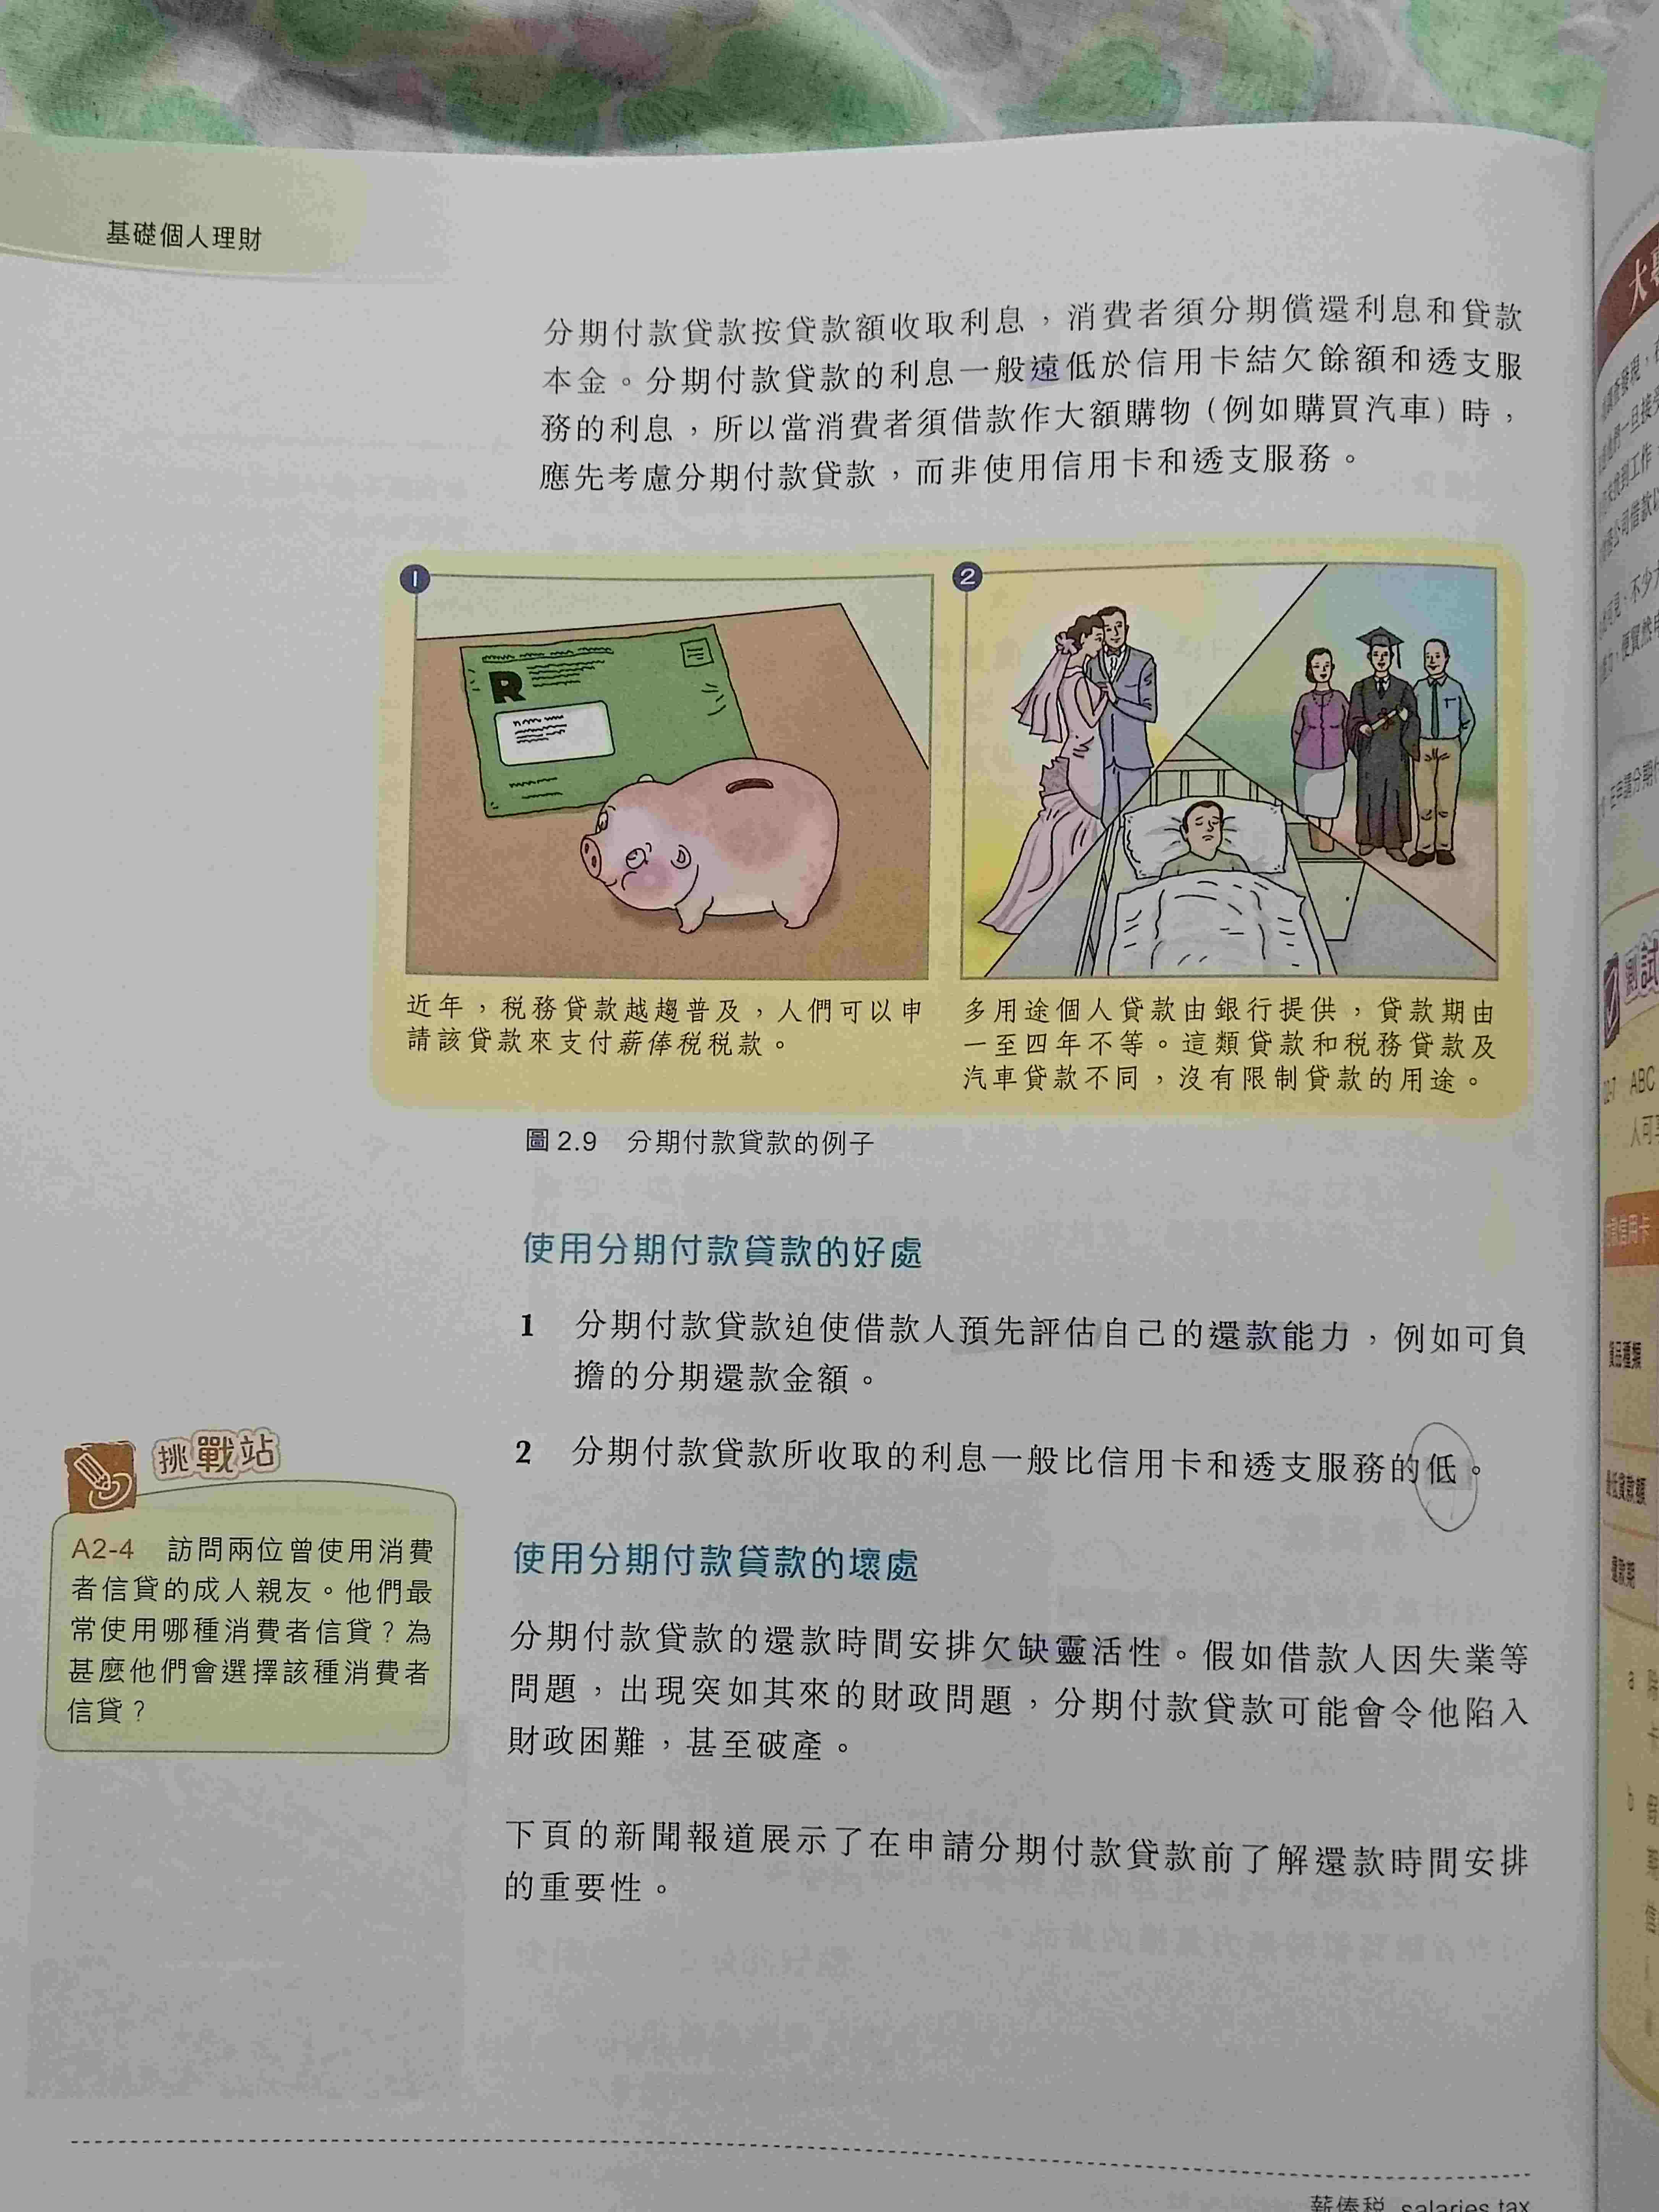 基礎個人理財
分期付款貸款按貸款額收取利息，消費者須分期償還利息和貸款
本金。分期付款貸款的利息一般遠低於信用卡結欠餘額和透支服
務的利息，所以當消費者須借款作大額購物（例如購買汽車）時，
應先考慮分期付款貸款，而非使用信用卡和透支服務。
1
R
近年，稅務貸款越趨普及，人們可以申
請該貸款來支付薪俸稅稅款。
2
多用途個人貸款由銀行提供，貸款期由
一至四年不等。這類貸款和稅務貸款及
汽車貸款不同，沒有限制貸款的用途。
圖 2.9 分期付款貸款的例子
使用分期付款貸款的好處
1 分期付款貸款迫使借款人預先評估自己的還款能力，例如可負
擔的分期還款金額。
2 分期付款貸款所收取的利息一般比信用卡和透支服務的低。
使用分期付款貸款的壞處
分期付款貸款的還款時間安排欠缺靈活性。假如借款人因失業等
問題，出現突如其來的財政問題，分期付款貸款可能會令他陷入
財政困難，甚至破產。
下頁的新聞報道展示了在申請分期付款貸款前了解還款時間安排
的重要性。
挑戰站
A2-4 訪問兩位曾使用消費
者信貸的成人親友。他們最
常使用哪種消費者信貸？為
甚麼他們會選擇該種消費者
信貸？
薪俸稅 salaries tax
測試
ABC
人可
信用卡
還款期
a
b